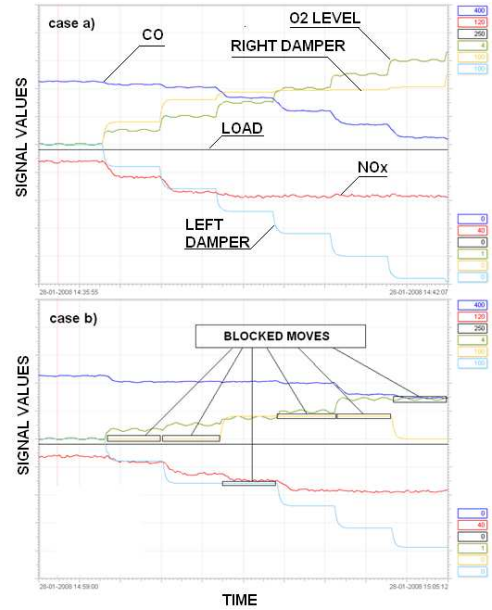 case a)
O2 LEVEL
CO
RIGHT DAMPER
SIGNAL VALUES
LOAD
NOx
LEFT
DAMPER
400
120
250
4
100
100
0
40
0
1
0
0
28-01-2008 14:35:55
28-01-2008 14:42:07
case b)
BLOCKED MOVES
SIGNAL VALUES
400
120
250
4
100
100
0
40
0
1
0
0
28-01-2008 14:59:00
28-01-2008 15:05:12
TIME